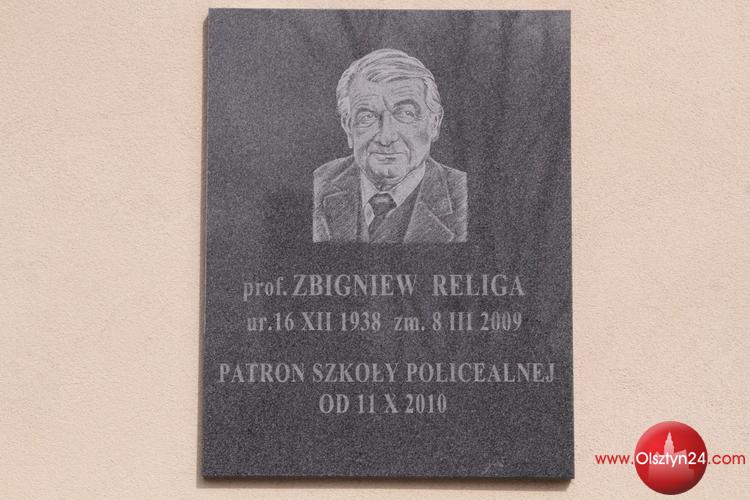 prof. ZBIGNIEW RELIGA
ur.16 XII 1938 zm. 8 III 2009
PATRON SZKOŁY POLICEALNEJ
OD 11 X 2010
www.Olsztyn24.com